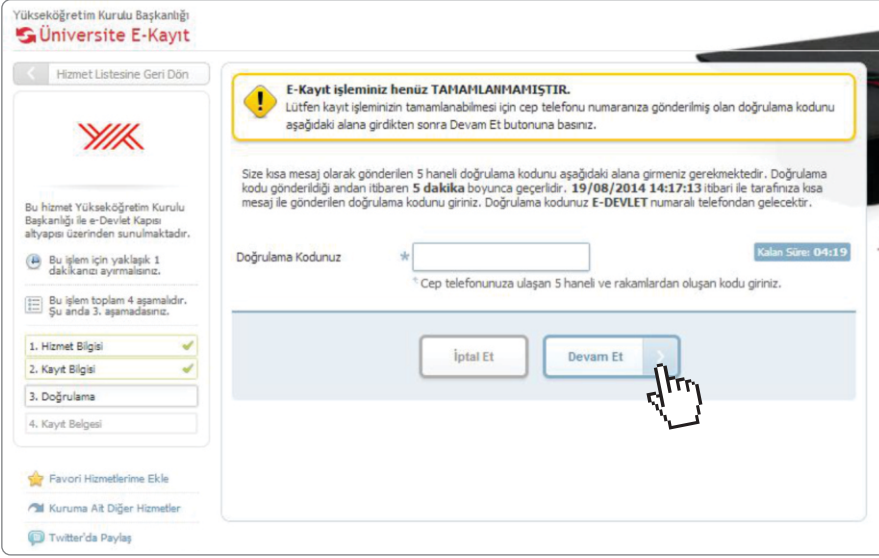 Yükseköğretim Kurulu Başkanlığı
Üniversite E-Kayıt
Hizmet Listesine Geri Dön
Bu hizmet Yükseköğretim Kurulu
Başkanlığı ile e-Devlet Kapısı
altyapısı üzerinden sunulmaktadır.
Bu işlem için yaklaşık 1
dakikanızı ayırmalısınız.
Bu işlem toplam 4 aşamalıdır.
Şu anda 3. aşamadasınız.
1. Hizmet Bilgisi
2. Kayıt Bilgisi
3. Doğrulama
4. Kayıt Belgesi
Favori Hizmetlerime Ekle
Kuruma Ait Diğer Hizmetler
Twitter'da Paylaş
E-Kayıt işleminiz henüz TAMAMLANMAMIŞTIR.
Lütfen kayıt işleminizin tamamlanabilmesi için cep telefonu numaranıza gönderilmiş olan doğrulama kodunu
aşağıdaki alana girdikten sonra Devam Et butonuna basınız.
Size kısa mesaj olarak gönderilen 5 haneli doğrulama kodunu aşağıdaki alana girmeniz gerekmektedir. Doğrulama
kodu gönderildiği andan itibaren 5 dakika boyunca geçerlidir. 19/08/2014 14:17:13 itibari ile tarafınıza kısa
mesaj ile gönderilen doğrulama kodunu giriniz. Doğrulama kodunuz E-DEVLET numaralı telefondan gelecektir.
Doğrulama Kodunuz *
Kalan Süre: 04:19
* Cep telefonunuza ulaşan 5 haneli ve rakamlardan oluşan kodu giriniz.
İptal Et
Devam Et